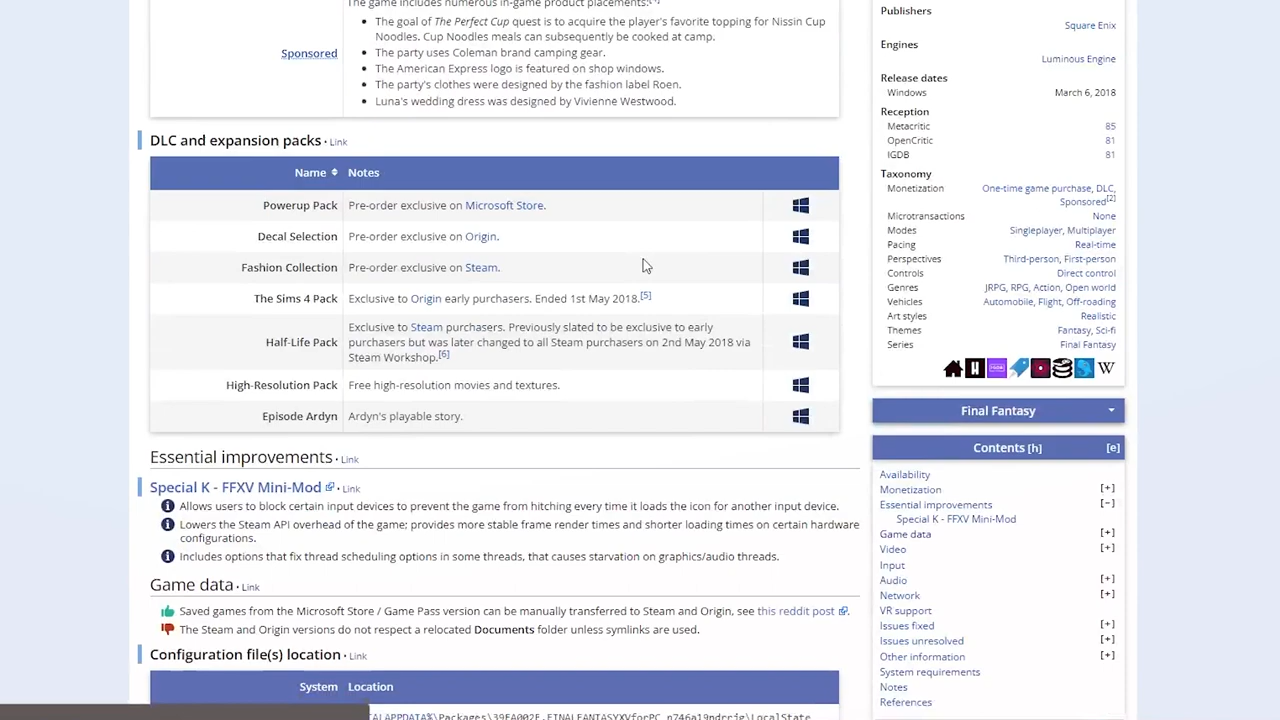 The game includes numerous in-game product placements:
The goal of The Perfect Cup quest is to acquire the player's favorite topping for Nissin Cup
Noodles. Cup Noodles meals can subsequently be cooked at camp.
Sponsored
The party uses Coleman brand camping gear.
The American Express logo is featured on shop windows.
The party's clothes were designed by the fashion label Roen.
Luna's wedding dress was designed by Vivienne Westwood.
DLC and expansion packs · Link
Name Notes
Powerup Pack Pre-order exclusive on Microsoft Store.
Decal Selection Pre-order exclusive on Origin.
Fashion Collection Pre-order exclusive on Steam.
The Sims 4 Pack Exclusive to Origin early purchasers. Ended 1st May 2018.[5]
Half-Life Pack
Exclusive to Steam purchasers. Previously slated to be exclusive to early
purchasers but was later changed to all Steam purchasers on 2nd May 2018 via
Steam Workshop.[6]
High-Resolution Pack Free high-resolution movies and textures.
Episode Ardyn Ardyn's playable story.
Essential improvements · Link
Special K - FFXV Mini-Mod · Link
Allows users to block certain input devices to prevent the game from hitching every time it loads the icon for another input device.
Lowers the Steam API overhead of the game; provides more stable frame render times and shorter loading times on certain hardware
configurations.
Includes options that fix thread scheduling options in some threads, that causes starvation on graphics/audio threads.
Game data · Link
Saved games from the Microsoft Store / Game Pass version can be manually transferred to Steam and Origin, see this reddit post.
The Steam and Origin versions do not respect a relocated Documents folder unless symlinks are used.
Configuration file(s) location · Link
System Location
Publishers
Square Enix
Engines
Luminous Engine
Release dates
Windows March 6, 2018
Reception
Metacritic 85
OpenCritic 81
IGDB 81
Taxonomy
Monetization One-time game purchase, DLC,
Sponsored[2]
Microtransactions None
Modes Singleplayer, Multiplayer
Pacing Real-time
Perspectives Third-person, First-person
Controls Direct control
Genres JRPG, RPG, Action, Open world
Vehicles Automobile, Flight, Off-roading
Art styles Realistic
Themes Fantasy, Sci-fi
Series Final Fantasy
H W
Final Fantasy
Contents [h] [e]
Availability
Monetization [+]
Essential improvements [–]
Special K - FFXV Mini-Mod
Game data [+]
Video [+]
Input
Audio [+]
Network [+]
VR support
Issues fixed [+]
Issues unresolved [+]
Other information [+]
System requirements
Notes
References